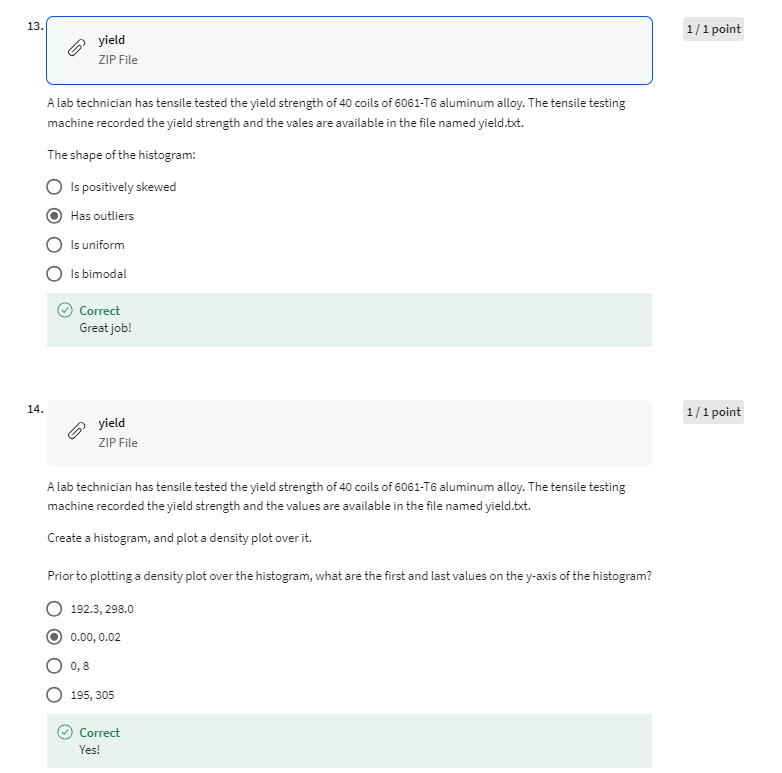 13.
yield
ZIP File
1 / 1 point
A lab technician has tensile tested the yield strength of 40 coils of 6061-T6 aluminum alloy. The tensile testing
machine recorded the yield strength and the vales are available in the file named yield.txt.
The shape of the histogram:
Is positively skewed
Has outliers
Is uniform
Is bimodal
Correct
Great job!
14.
yield
ZIP File
1 / 1 point
A lab technician has tensile tested the yield strength of 40 coils of 6061-T6 aluminum alloy. The tensile testing
machine recorded the yield strength and the values are available in the file named yield.txt.
Create a histogram, and plot a density plot over it.
Prior to plotting a density plot over the histogram, what are the first and last values on the y-axis of the histogram?
192.3, 298.0
0.00, 0.02
0, 8
195, 305
Correct
Yes!